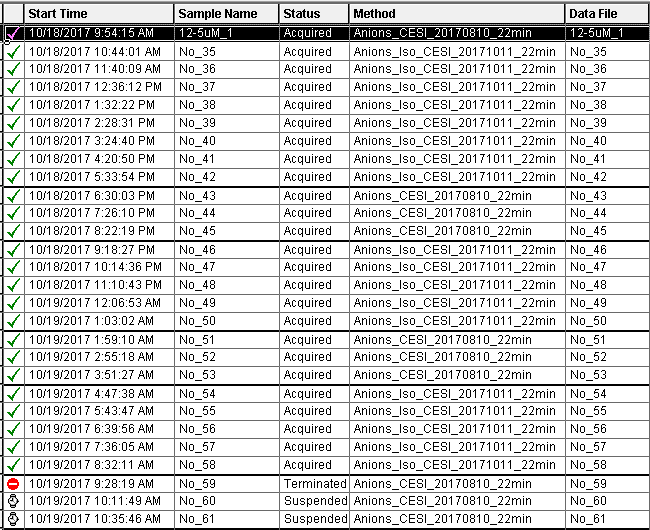 Start Time Sample Name Status Method Data File
10/18/2017 9:54:15 AM 12-5uM_1 Acquired Anions_CESI_20170810_22min 12-5uM_1
10/18/2017 10:44:01 AM No_35 Acquired Anions_Iso_CESI_20171011_22min No_35
10/18/2017 11:40:09 AM No_36 Acquired Anions_Iso_CESI_20171011_22min No_36
10/18/2017 12:36:12 PM No_37 Acquired Anions_Iso_CESI_20171011_22min No_37
10/18/2017 1:32:22 PM No_38 Acquired Anions_Iso_CESI_20171011_22min No_38
10/18/2017 2:28:31 PM No_39 Acquired Anions_Iso_CESI_20171011_22min No_39
10/18/2017 3:24:40 PM No_40 Acquired Anions_Iso_CESI_20171011_22min No_40
10/18/2017 4:20:50 PM No_41 Acquired Anions_Iso_CESI_20171011_22min No_41
10/18/2017 5:33:54 PM No_42 Acquired Anions_Iso_CESI_20171011_22min No_42
10/18/2017 6:30:03 PM No_43 Acquired Anions_CESI_20170810_22min No_43
10/18/2017 7:26:10 PM No_44 Acquired Anions_CESI_20170810_22min No_44
10/18/2017 8:22:19 PM No_45 Acquired Anions_CESI_20170810_22min No_45
10/18/2017 9:18:27 PM No_46 Acquired Anions_Iso_CESI_20171011_22min No_46
10/18/2017 10:14:36 PM No_47 Acquired Anions_Iso_CESI_20171011_22min No_47
10/18/2017 11:10:43 PM No_48 Acquired Anions_Iso_CESI_20171011_22min No_48
10/19/2017 12:06:53 AM No_49 Acquired Anions_Iso_CESI_20171011_22min No_49
10/19/2017 1:03:02 AM No_50 Acquired Anions_Iso_CESI_20171011_22min No_50
10/19/2017 1:59:10 AM No_51 Acquired Anions_CESI_20170810_22min No_51
10/19/2017 2:55:18 AM No_52 Acquired Anions_CESI_20170810_22min No_52
10/19/2017 3:51:27 AM No_53 Acquired Anions_CESI_20170810_22min No_53
10/19/2017 4:47:38 AM No_54 Acquired Anions_Iso_CESI_20171011_22min No_54
10/19/2017 5:43:47 AM No_55 Acquired Anions_Iso_CESI_20171011_22min No_55
10/19/2017 6:39:56 AM No_56 Acquired Anions_Iso_CESI_20171011_22min No_56
10/19/2017 7:36:05 AM No_57 Acquired Anions_Iso_CESI_20171011_22min No_57
10/19/2017 8:32:11 AM No_58 Acquired Anions_Iso_CESI_20171011_22min No_58
10/19/2017 9:28:19 AM No_59 Terminated Anions_CESI_20170810_22min No_59
10/19/2017 10:11:49 AM No_60 Suspended Anions_CESI_20170810_22min No_60
10/19/2017 10:35:46 AM No_61 Suspended Anions_CESI_20170810_22min No_61